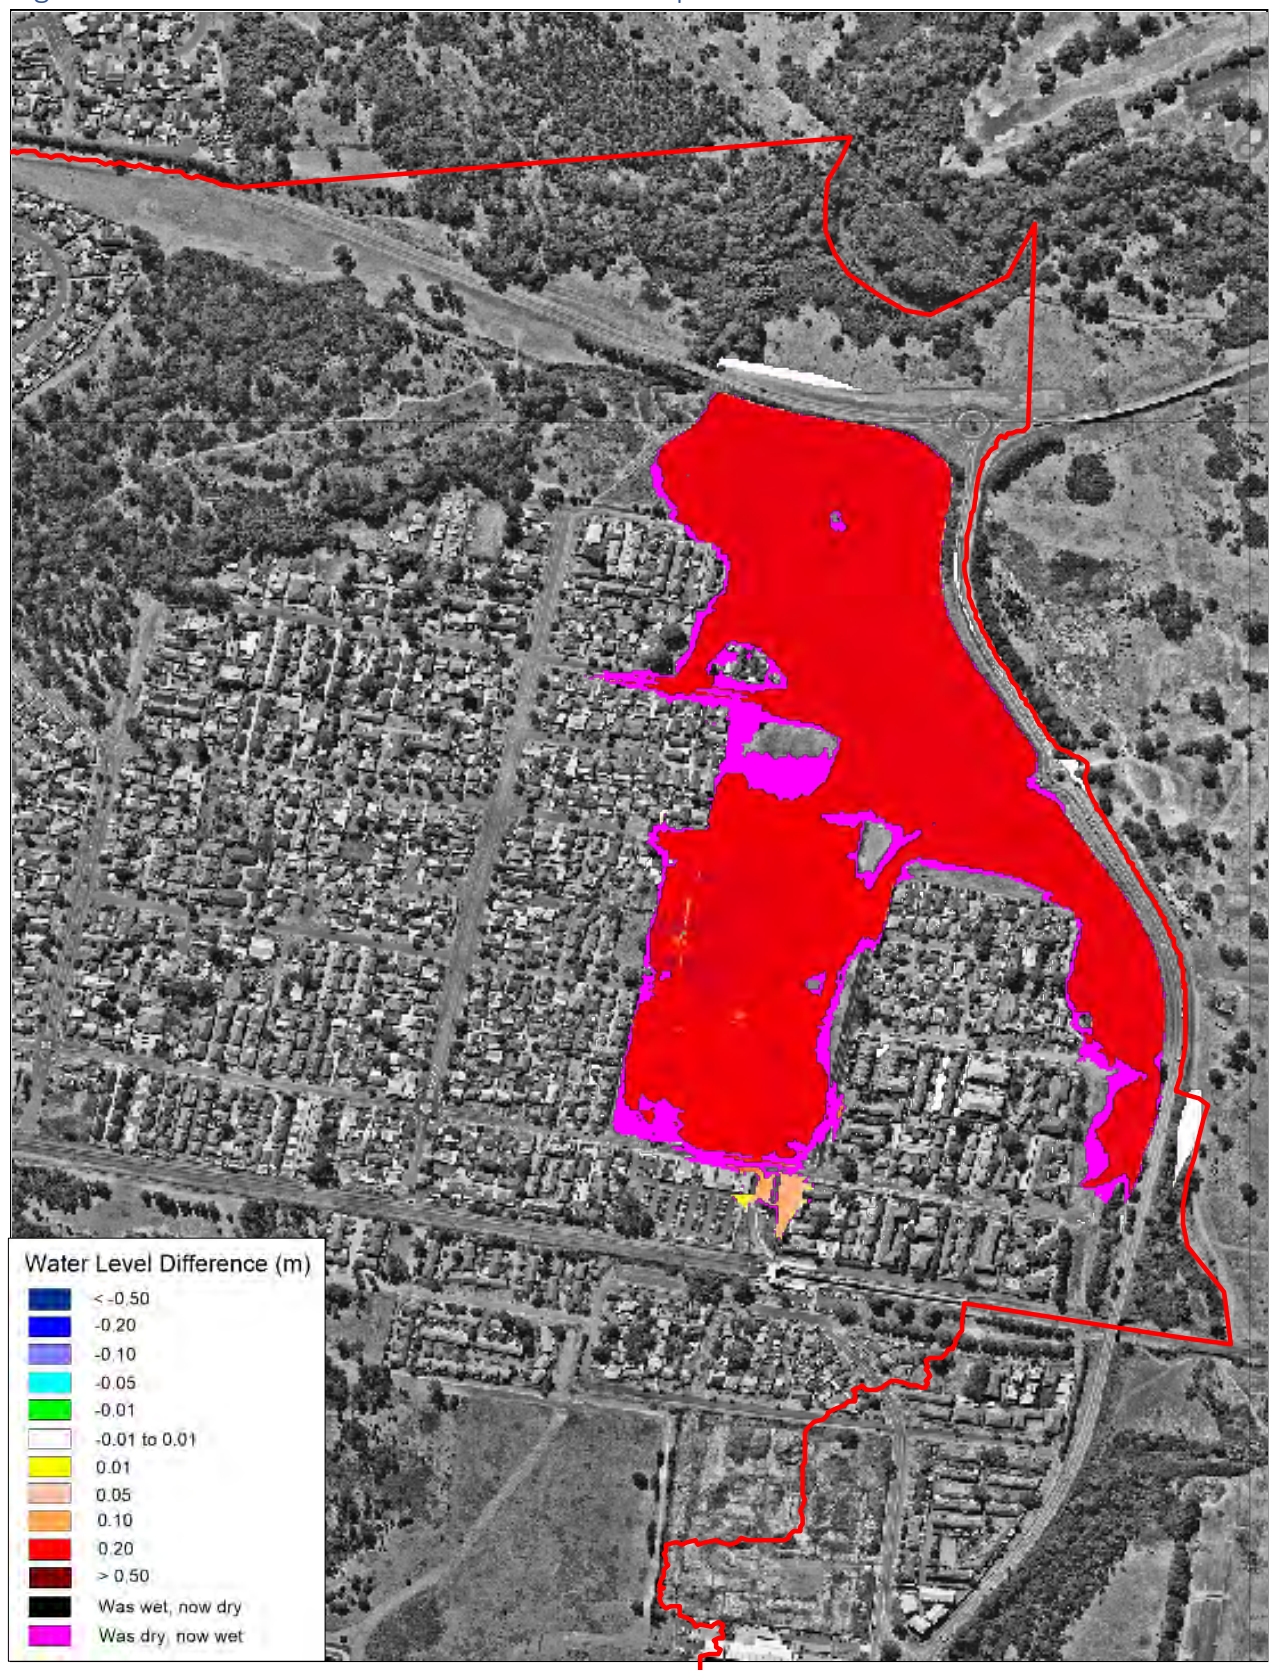 Water Level Difference (m)
< -0.50
-0.20
-0.10
-0.05
-0.01
-0.01 to 0.01
0.01
0.05
0.10
0.20
> 0.50
Was wet, now dry
Was dry, now wet